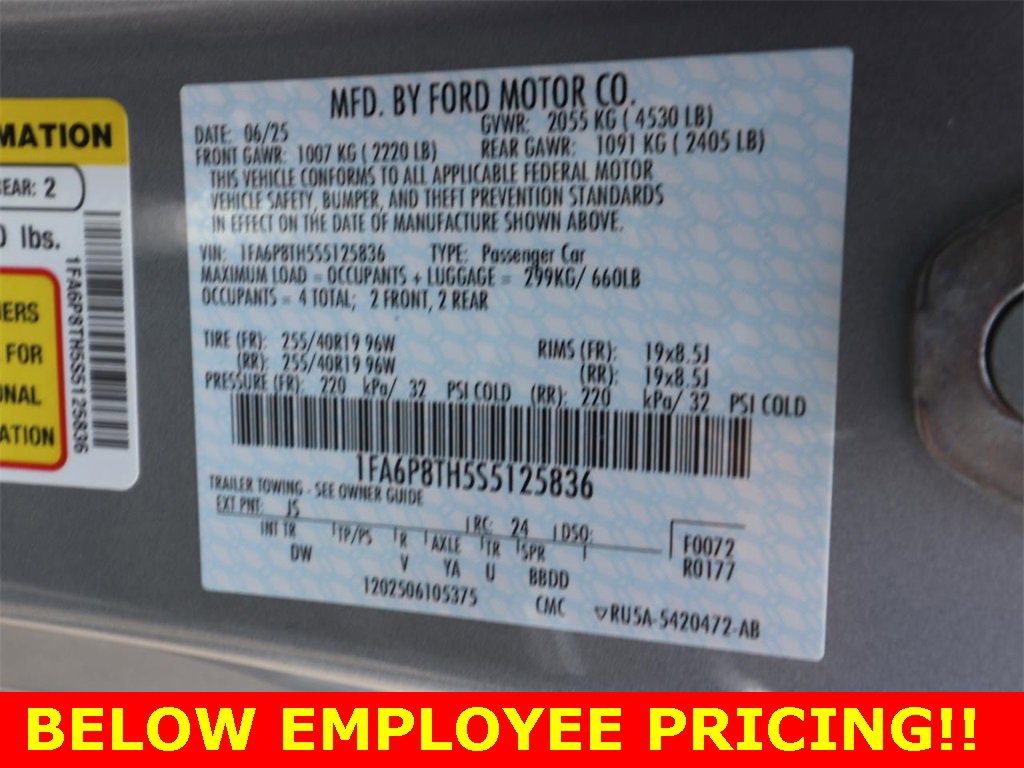 MATION
EAR: 2
0 lbs.
ERS
FOR
ONAL
ATION
1FA6P8TH5S5125836
MFD. BY FORD MOTOR CO.
DATE: 06/25 GVWR: 2055 KG ( 4530 LB)
FRONT GAWR: 1007 KG ( 2220 LB) REAR GAWR: 1091 KG ( 2405 LB)
THIS VEHICLE CONFORMS TO ALL APPLICABLE FEDERAL MOTOR
VEHICLE SAFETY, BUMPER, AND THEFT PREVENTION STANDARDS
IN EFFECT ON THE DATE OF MANUFACTURE SHOWN ABOVE.
VIN: 1FA6P8TH5S5125836 TYPE: Passenger Car
MAXIMUM LOAD = OCCUPANTS + LUGGAGE = 299KG/ 660LB
OCCUPANTS = 4 TOTAL; 2 FRONT, 2 REAR
TIRE (FR): 255/40R19 96W RIMS (FR): 19x8.5J
(RR): 255/40R19 96W (RR): 19x8.5J
PRESSURE (FR): 220 kPa/ 32 PSI COLD (RR): 220 kPa/ 32 PSI COLD
1FA6P8TH5S5125836
TRAILER TOWING - SEE OWNER GUIDE
EXT PNT: JS RC: 24 DSO: F0072
INT TR TP/PS R AXLE TR SPR R0177
DW V YA U BBDD
1202506105375 CMC ▽RU5A-5420472-AB
BELOW EMPLOYEE PRICING!!